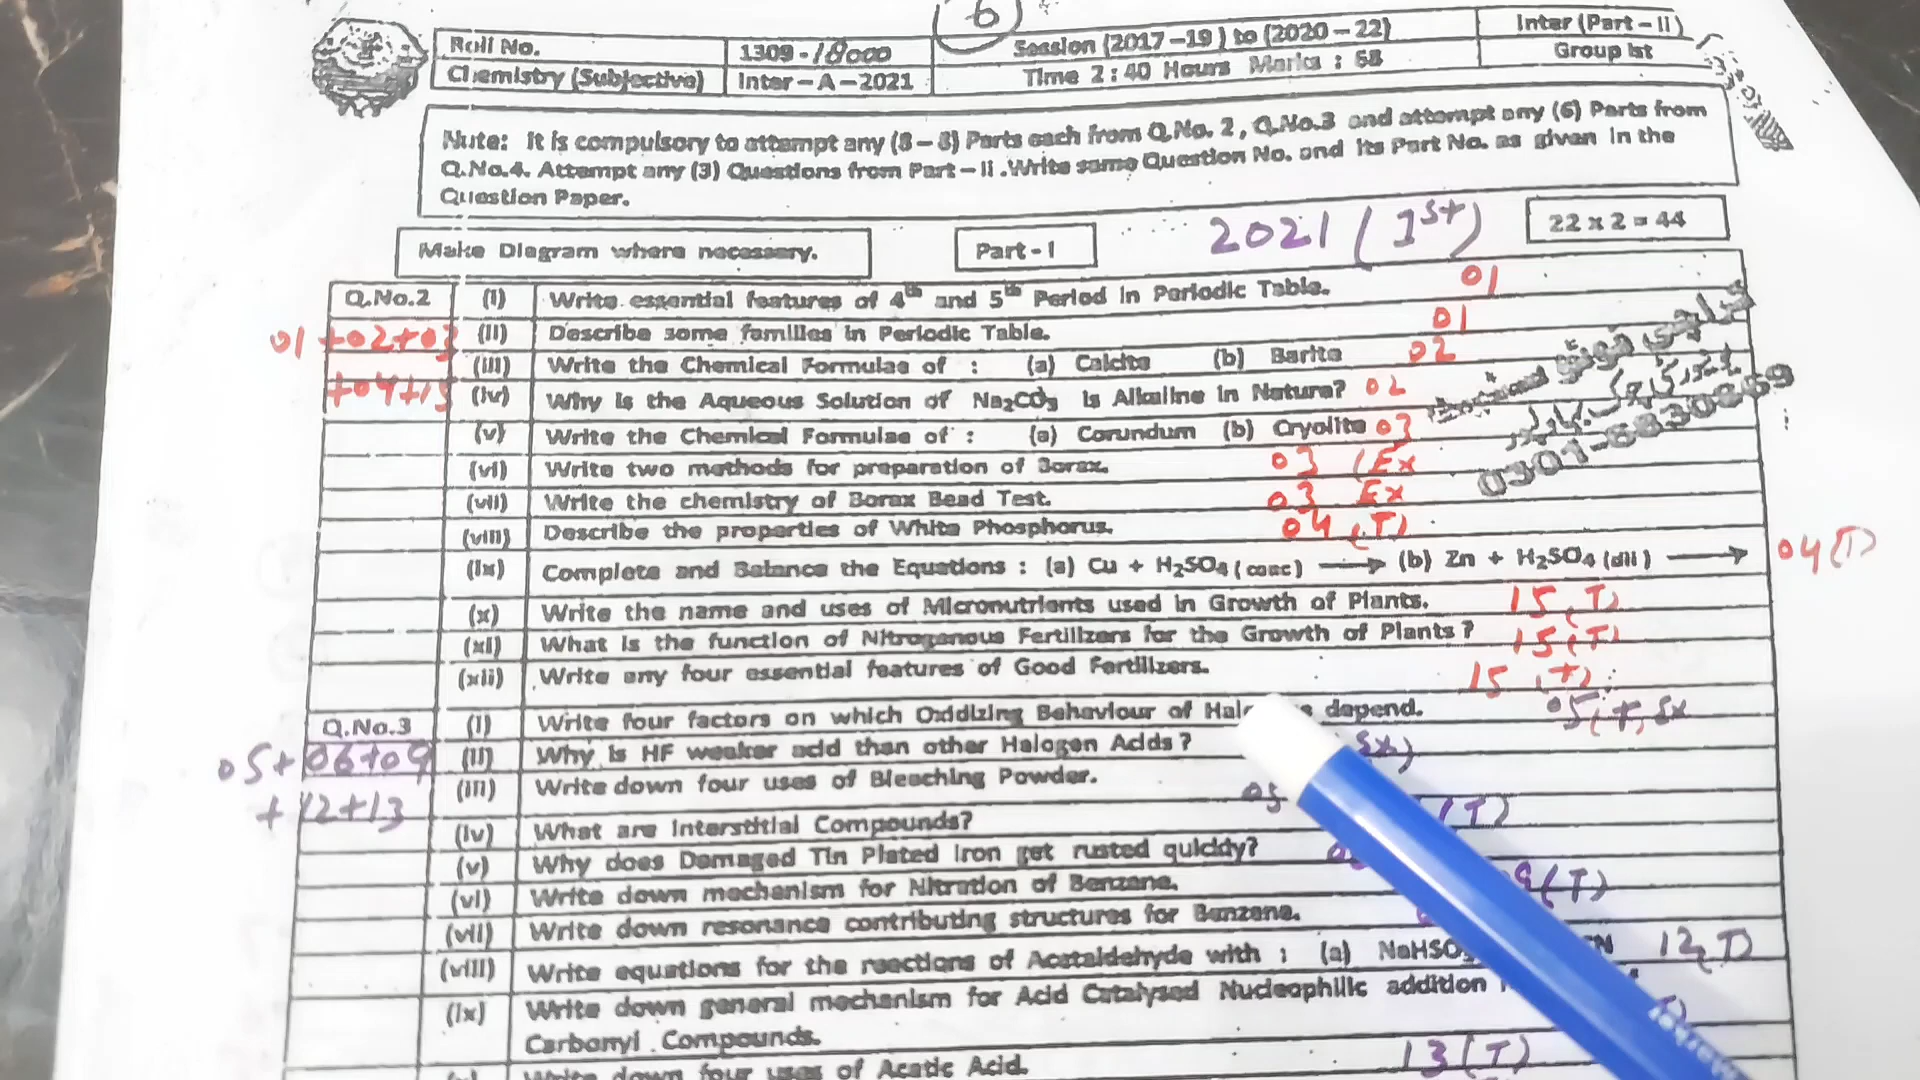 6
Roll No. 1309-18000 Session (2017-19) to (2020-22) Inter (Part-II)
Chemistry (Subjective) Inter-A-2021 Time 2:40 Hours Marks: 68 Group Ist
Note: It is compulsory to attempt any (8-8) Parts each from Q.No. 2, Q.No.3 and attempt any (6) Parts from
Q.No.4. Attempt any (3) Questions from Part-II. Write same Question No. and its Part No. as given in the
Question Paper.
2021 (Ist) 22 x 2 = 44
Make Diagram where necessary. Part-I
Q.No.2 (i) Write essential features of 4th and 5th Period in Periodic Table. 01
01+02+03 (ii) Describe some families in Periodic Table. 01
(iii) Write the Chemical Formulae of : (a) Calcite (b) Barite 02
+04+15 (iv) Why is the Aqueous Solution of Na₂CO₃ is Alkaline in Nature? 02
(v) Write the Chemical Formulae of : (a) Corundum (b) Cryolite 03
(vi) Write two methods for preparation of Borax. 03 (Ex
(vii) Write the chemistry of Borax Bead Test. 03 Ex
(viii) Describe the properties of White Phosphorus. 04 (T)
(ix) Complete and Balance the Equations : (a) Cu + H₂SO₄ (conc) ⟶ (b) Zn + H₂SO₄ (dil) ⟶ 04(T)
(x) Write the name and uses of Micronutrients used in Growth of Plants. 15(T)
(xi) What is the function of Nitrogenous Fertilizers for the Growth of Plants? 15(T)
(xii) Write any four essential features of Good Fertilizers. 15(T)
Q.No.3 (i) Write four factors on which Oxidizing Behaviour of depend. 05(T, Ex
05+06+09 (ii) Why is HF weaker acid than other Halogen Acids?
+12+13 (iii) Write down four uses of Bleaching Powder. 05
(iv) What are Interstitial Compounds? (T)
(v) Why does Damaged Tin Plated Iron get rusted quickly?
(vi) Write down mechanism for Nitration of Benzene. 9(T)
(vii) Write down resonance contributing structures for Benzene.
(viii) Write equations for the reactions of Acetaldehyde with : (a) 12(T)
(ix) Write down general mechanism for Acid Catalysed Nucleophilic addition
Carbonyl Compounds.
Write down four uses of Acetic Acid. 13(T)